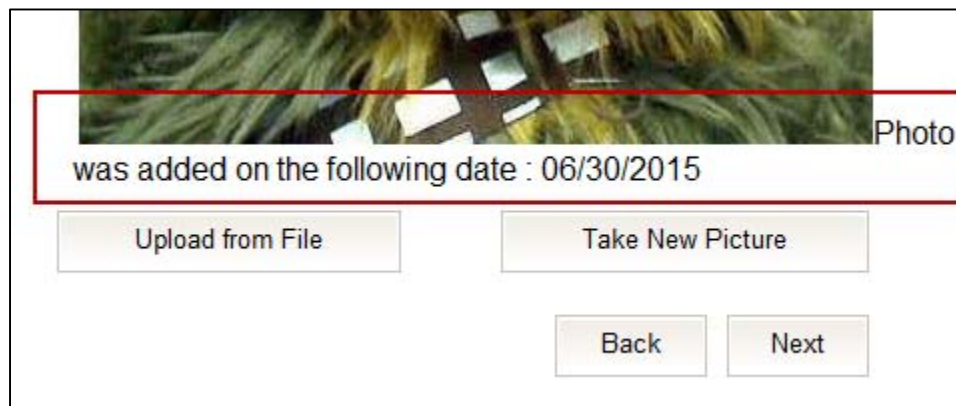 Photo
was added on the following date : 06/30/2015
Upload from File
Take New Picture
Back
Next